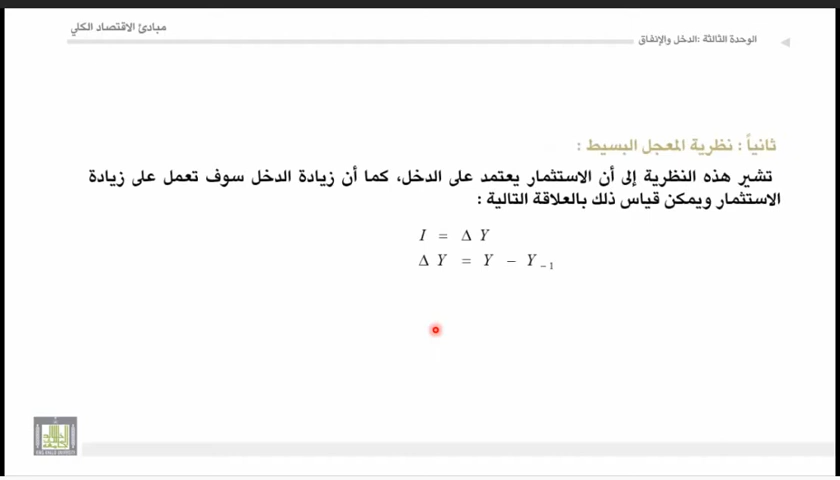 مبادئ الاقتصاد الكلي
الوحدة الثالثة :الدخل والإنفاق
ثانياً : نظرية المعجل البسيط :
تشير هذه النظرية إلى أن الاستثمار يعتمد على الدخل، كما أن زيادة الدخل سوف تعمل على زيادة
الاستثمار ويمكن قياس ذلك بالعلاقة التالية :
I = Δ Y
Δ Y = Y – Y – 1